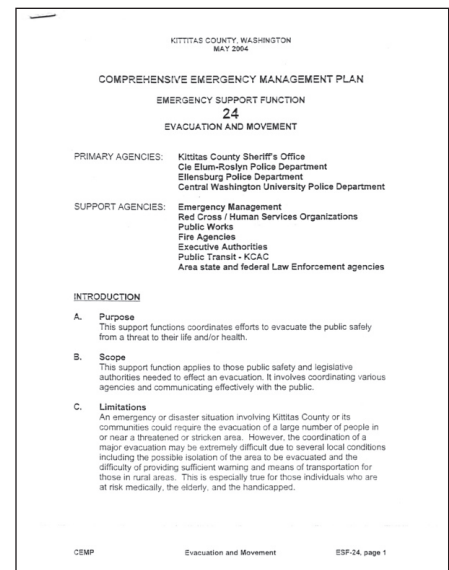 KITTITAS COUNTY, WASHINGTON
MAY 2004
COMPREHENSIVE EMERGENCY MANAGEMENT PLAN
EMERGENCY SUPPORT FUNCTION
24
EVACUATION AND MOVEMENT
PRIMARY AGENCIES: Kittitas County Sheriff's Office
Cle Elum-Roslyn Police Department
Ellensburg Police Department
Central Washington University Police Department
SUPPORT AGENCIES: Emergency Management
Red Cross / Human Services Organizations
Public Works
Fire Agencies
Executive Authorities
Public Transit - KCAC
Area state and federal Law Enforcement agencies
INTRODUCTION
A. Purpose
This support functions coordinates efforts to evacuate the public safely
from a threat to their life and/or health.
B. Scope
This support function applies to those public safety and legislative
authorities needed to effect an evacuation. It involves coordinating various
agencies and communicating effectively with the public.
C. Limitations
An emergency or disaster situation involving Kittitas County or its
communities could require the evacuation of a large number of people in
or near a threatened or stricken area. However, the coordination of a
major evacuation may be extremely difficult due to several local conditions
including the possible isolation of the area to be evacuated and the
difficulty of providing sufficient warning and means of transportation for
those in rural areas. This is especially true for those individuals who are
at risk medically, the elderly, and the handicapped.
CEMP Evacuation and Movement ESF-24, page 1